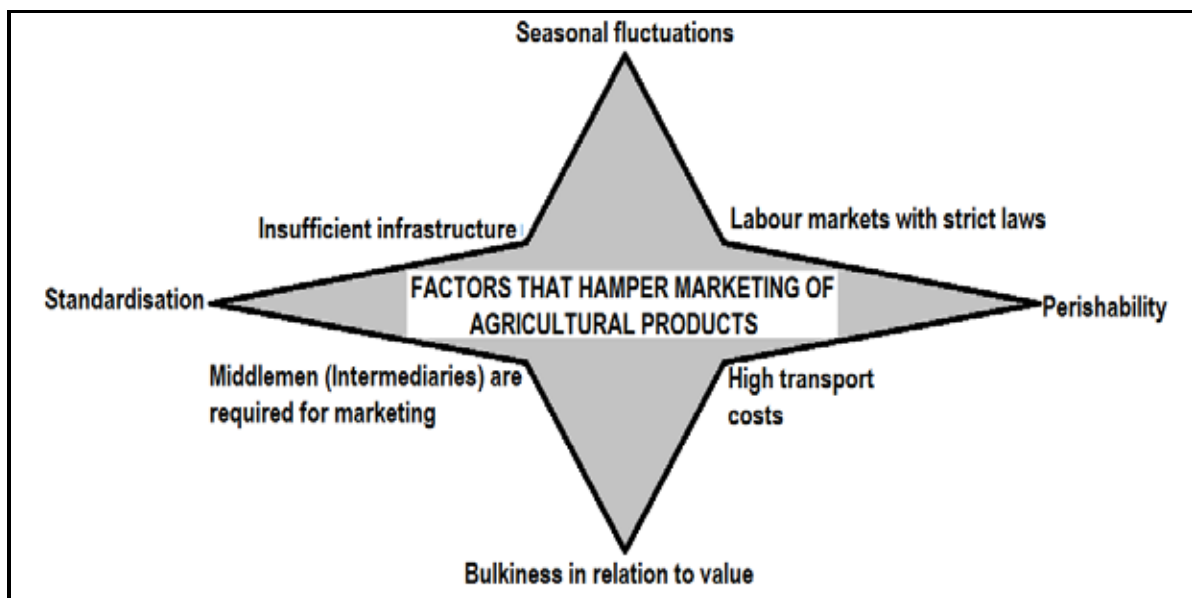 Seasonal fluctuations
Insufficient infrastructure
Labour markets with strict laws
Standardisation
FACTORS THAT HAMPER MARKETING OF
AGRICULTURAL PRODUCTS
Perishability
Middlemen (Intermediaries) are
required for marketing
High transport
costs
Bulkiness in relation to value